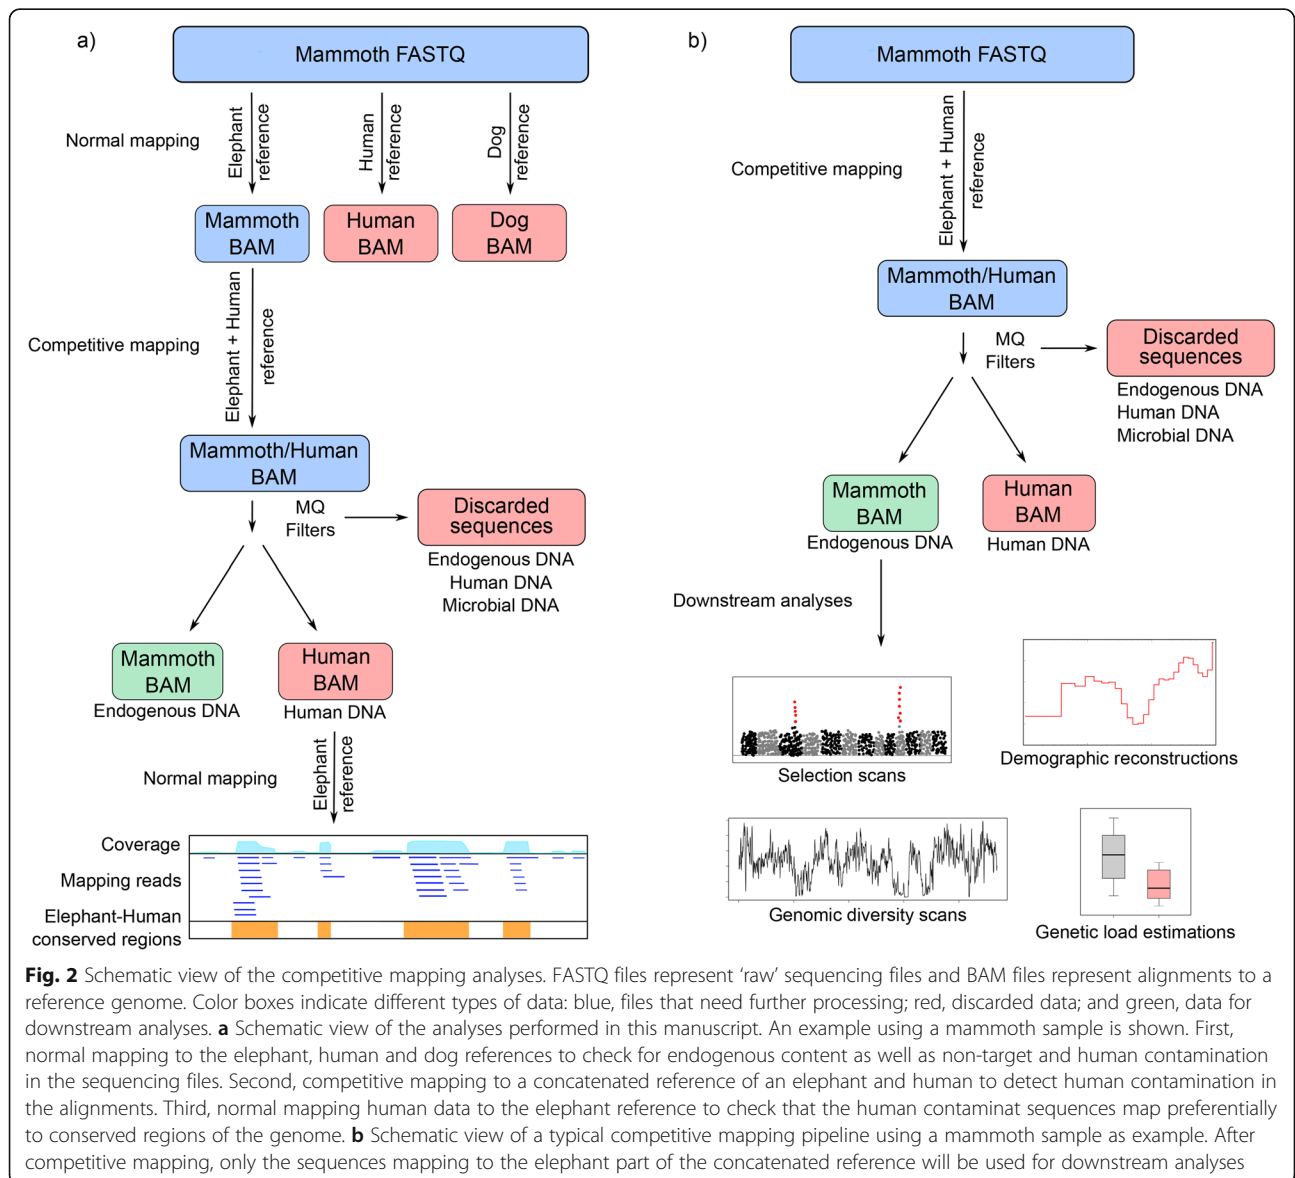 a)
Mammoth FASTQ
Normal mapping
Elephant
reference
Human
reference
Dog
reference
Mammoth
BAM
Human
BAM
Dog
BAM
Competitive mapping
Elephant + Human
reference
Mammoth/Human
BAM
MQ
Filters
Discarded
sequences
Endogenous DNA
Human DNA
Microbial DNA
Mammoth
BAM
Endogenous DNA
Human
BAM
Human DNA
Normal mapping
Elephant
reference
Coverage
Mapping reads
Elephant-Human
conserved regions
b)
Mammoth FASTQ
Competitive mapping
Elephant + Human
reference
Mammoth/Human
BAM
MQ
Filters
Discarded
sequences
Endogenous DNA
Human DNA
Microbial DNA
Mammoth
BAM
Endogenous DNA
Human
BAM
Human DNA
Downstream analyses
Selection scans
Demographic reconstructions
Genomic diversity scans
Genetic load estimations
Fig. 2 Schematic view of the competitive mapping analyses. FASTQ files represent ‘raw’ sequencing files and BAM files represent alignments to a
reference genome. Color boxes indicate different types of data: blue, files that need further processing; red, discarded data; and green, data for
downstream analyses. a Schematic view of the analyses performed in this manuscript. An example using a mammoth sample is shown. First,
normal mapping to the elephant, human and dog references to check for endogenous content as well as non-target and human contamination
in the sequencing files. Second, competitive mapping to a concatenated reference of an elephant and human to detect human contamination in
the alignments. Third, normal mapping human data to the elephant reference to check that the human contaminat sequences map preferentially
to conserved regions of the genome. b Schematic view of a typical competitive mapping pipeline using a mammoth sample as example. After
competitive mapping, only the sequences mapping to the elephant part of the concatenated reference will be used for downstream analyses